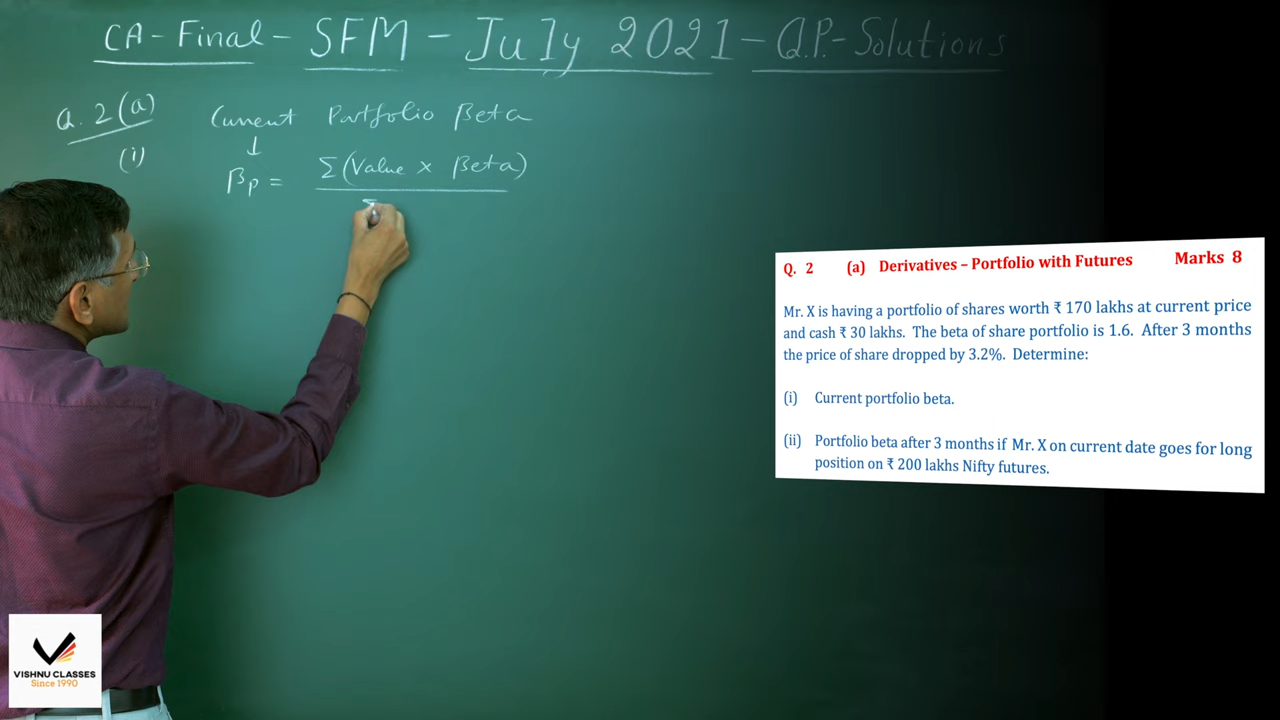 CA-Final - SFM - July 2021 - Q.P.-Solutions
Q. 2(a)
(i)
Current Portfolio Beta
↓
βp = Σ(Value × Beta)
Q. 2 (a) Derivatives – Portfolio with Futures Marks 8
Mr. X is having a portfolio of shares worth ₹ 170 lakhs at current price
and cash ₹ 30 lakhs. The beta of share portfolio is 1.6. After 3 months
the price of share dropped by 3.2%. Determine:
(i) Current portfolio beta.
(ii) Portfolio beta after 3 months if Mr. X on current date goes for long
position on ₹ 200 lakhs Nifty futures.
VISHNU CLASSES
Since 1990